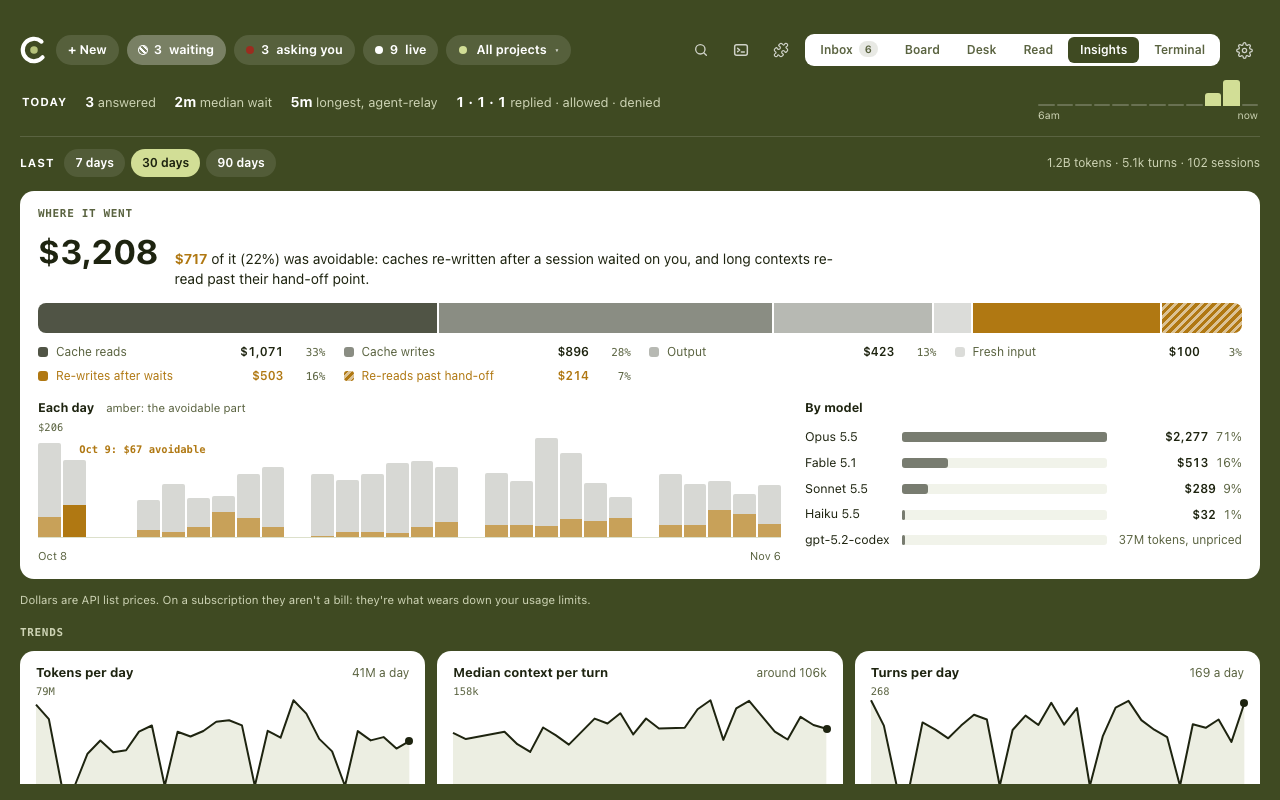 + New
3 waiting
3 asking you
9 live
All projects
Inbox 6
Board
Desk
Read
Insights
Terminal
TODAY
3 answered
2m median wait
5m longest, agent-relay
1 · 1 · 1 replied · allowed · denied
6am
now
LAST
7 days
30 days
90 days
1.2B tokens · 5.1k turns · 102 sessions
WHERE IT WENT
$3,208
$717 of it (22%) was avoidable: caches re-written after a session waited on you, and long contexts re-
read past their hand-off point.
Cache reads $1,071 33%
Cache writes $896 28%
Output $423 13%
Fresh input $100 3%
Re-writes after waits $503 16%
Re-reads past hand-off $214 7%
Each day amber: the avoidable part
$206
Oct 9: $67 avoidable
Oct 8
Nov 6
By model
Opus 5.5 $2,277 71%
Fable 5.1 $513 16%
Sonnet 5.5 $289 9%
Haiku 5.5 $32 1%
gpt-5.2-codex 37M tokens, unpriced
Dollars are API list prices. On a subscription they aren't a bill: they're what wears down your usage limits.
TRENDS
Tokens per day 41M a day
79M
Median context per turn around 106k
158k
Turns per day 169 a day
268